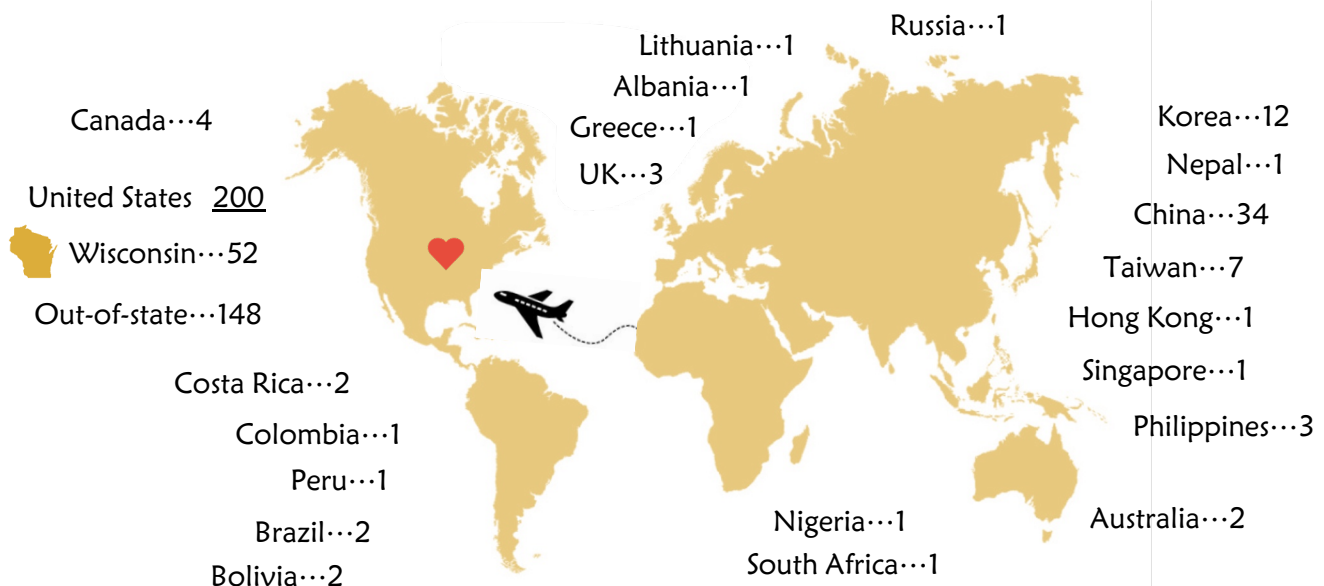 Russia···1
Lithuania···1
Albania···1
Greece···1
UK···3
Canada···4
United States 200
Wisconsin···52
Out-of-state···148
Costa Rica···2
Colombia···1
Peru···1
Brazil···2
Bolivia···2
Nigeria···1
South Africa···1
Korea···12
Nepal···1
China···34
Taiwan···7
Hong Kong···1
Singapore···1
Philippines···3
Australia···2